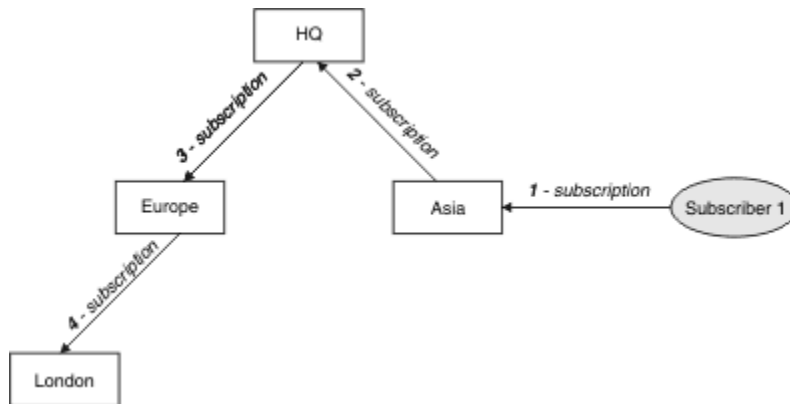 HQ
2 - subscription
3 - subscription
1 - subscription
Europe
Asia
Subscriber 1
4 - subscription
London